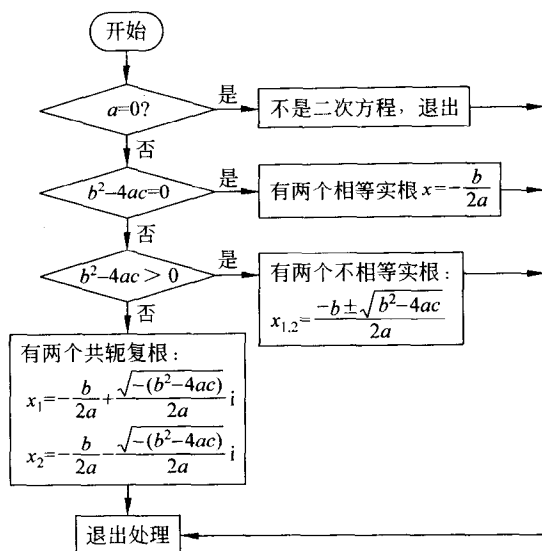 开始
a=0?
是
不是二次方程，退出
否
b²–4ac=0
是
有两个相等实根 x=–b/2a
否
b²–4ac > 0
是
有两个不相等实根：
x₁,₂=(–b±√(b²–4ac))/2a
否
有两个共轭复根：
x₁=–b/2a+√(–(b²–4ac))/2a i
x₂=–b/2a–√(–(b²–4ac))/2a i
退出处理